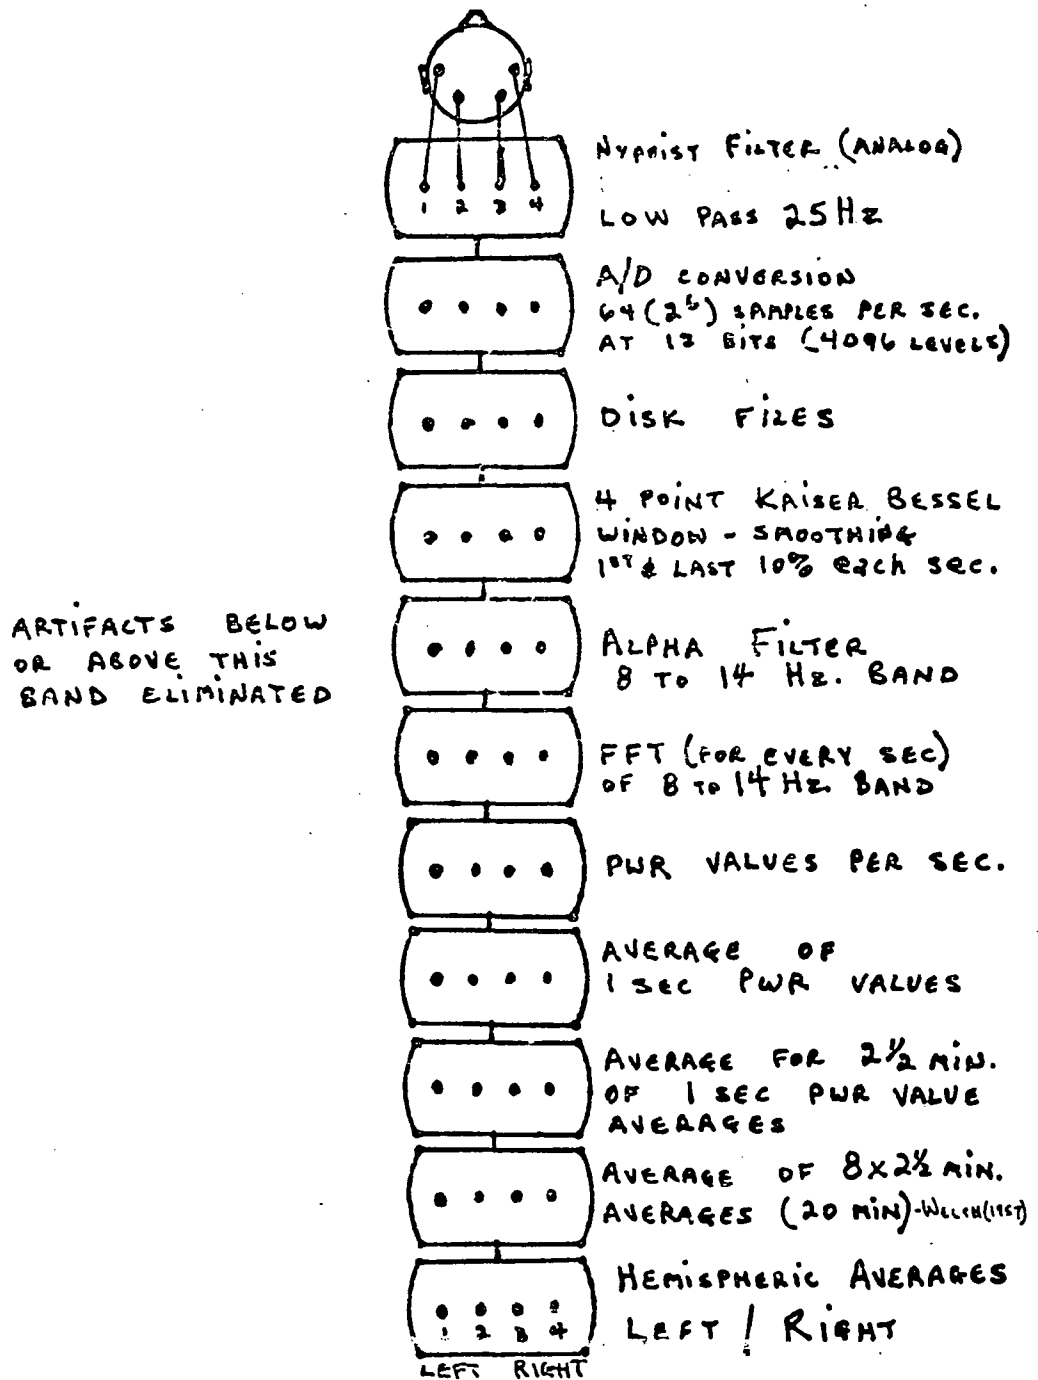 NYQUIST FILTER (ANALOG)
LOW PASS 25 Hz
1 2 3 4
A/D CONVERSION
64 (2⁶) SAMPLES PER SEC.
AT 12 BITS (4096 LEVELS)
DISK FILES
4 POINT KAISER BESSEL
WINDOW - SMOOTHING
1ST & LAST 10% each sec.
ARTIFACTS BELOW
OR ABOVE THIS
BAND ELIMINATED
ALPHA FILTER
8 TO 14 Hz. BAND
FFT (FOR EVERY SEC)
OF 8 TO 14 Hz. BAND
PWR VALUES PER SEC.
AVERAGE OF
1 SEC PWR VALUES
AVERAGE FOR 2½ MIN.
OF 1 SEC PWR VALUE
AVERAGES
AVERAGE OF 8 X 2½ MIN.
AVERAGES (20 MIN) - WELCH
HEMISPHERIC AVERAGES
LEFT / RIGHT
1 2 3 4
LEFT RIGHT